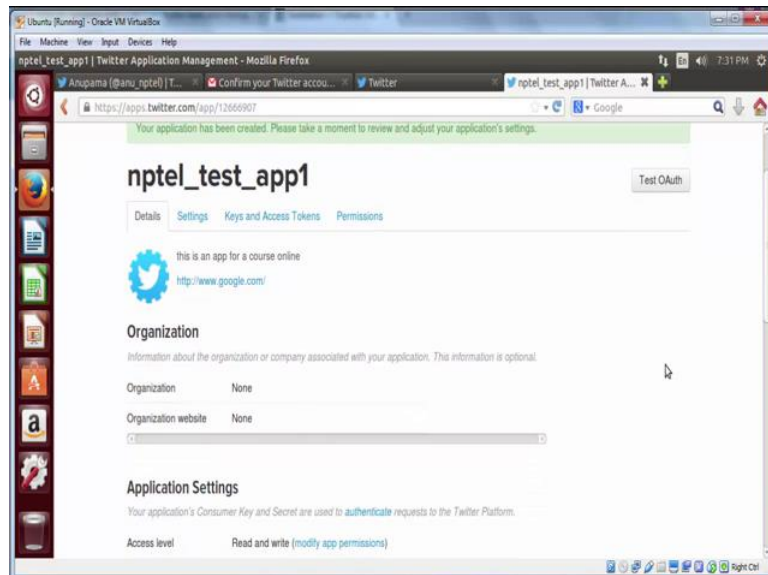 Ubuntu [Running] - Oracle VM VirtualBox
File Machine View Input Devices Help
nptel_test_app1 | Twitter Application Management - Mozilla Firefox
En 7:31 PM
Anupama (@anu_nptel) | T... Confirm your Twitter accou... Twitter nptel_test_app1 | Twitter A...
https://apps.twitter.com/app/12666907 Google
Your application has been created. Please take a moment to review and adjust your application's settings.
nptel_test_app1
Test OAuth
Details Settings Keys and Access Tokens Permissions
this is an app for a course online
http://www.google.com/
Organization
Information about the organization or company associated with your application. This information is optional.
Organization None
Organization website None
Application Settings
Your application's Consumer Key and Secret are used to authenticate requests to the Twitter Platform.
Access level Read and write (modify app permissions)
Right Ctrl